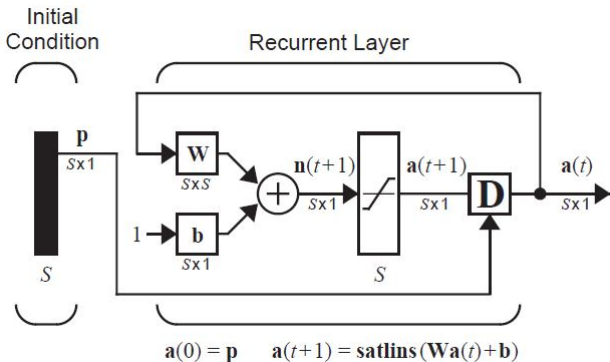 Initial
Condition
Recurrent Layer
p
S x 1
W
S x S
n(t+1)
a(t+1)
D
a(t)
S x 1
S x 1
S x 1
1
b
S x 1
S
S
a(0) = p a(t+1) = satlins (Wa(t)+b)